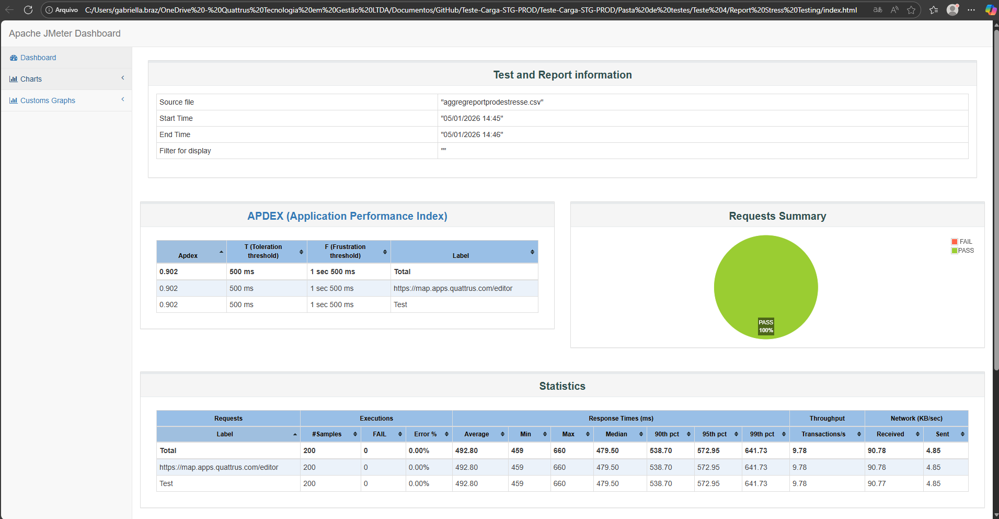 Arquivo C:/Users/gabriella.braz/OneDrive%20-%20Quattrus%20Tecnologia%20em%20Gestão%20LTDA/Documentos/GitHub/Teste-Carga-STG-PROD/Teste-Carga-STG-PROD/Pasta%20de%20testes/Teste%204/Report%20Stress%20Testing/index.html
Apache JMeter Dashboard
Dashboard
Charts
Customs Graphs
Test and Report information
Source file "aggregreportprodestresse.csv"
Start Time "05/01/2026 14:45"
End Time "05/01/2026 14:46"
Filter for display ""
APDEX (Application Performance Index)
Apdex T (Toleration threshold) F (Frustration threshold) Label
0.902 500 ms 1 sec 500 ms Total
0.902 500 ms 1 sec 500 ms https://map.apps.quattrus.com/editor
0.902 500 ms 1 sec 500 ms Test
Requests Summary
FAIL
PASS
PASS
100%
Statistics
Requests Executions Response Times (ms) Throughput Network (KB/sec)
Label #Samples FAIL Error % Average Min Max Median 90th pct 95th pct 99th pct Transactions/s Received Sent
Total 200 0 0.00% 492.80 459 660 479.50 538.70 572.95 641.73 9.78 90.78 4.85
https://map.apps.quattrus.com/editor 200 0 0.00% 492.80 459 660 479.50 538.70 572.95 641.73 9.78 90.78 4.85
Test 200 0 0.00% 492.80 459 660 479.50 538.70 572.95 641.73 9.78 90.77 4.85